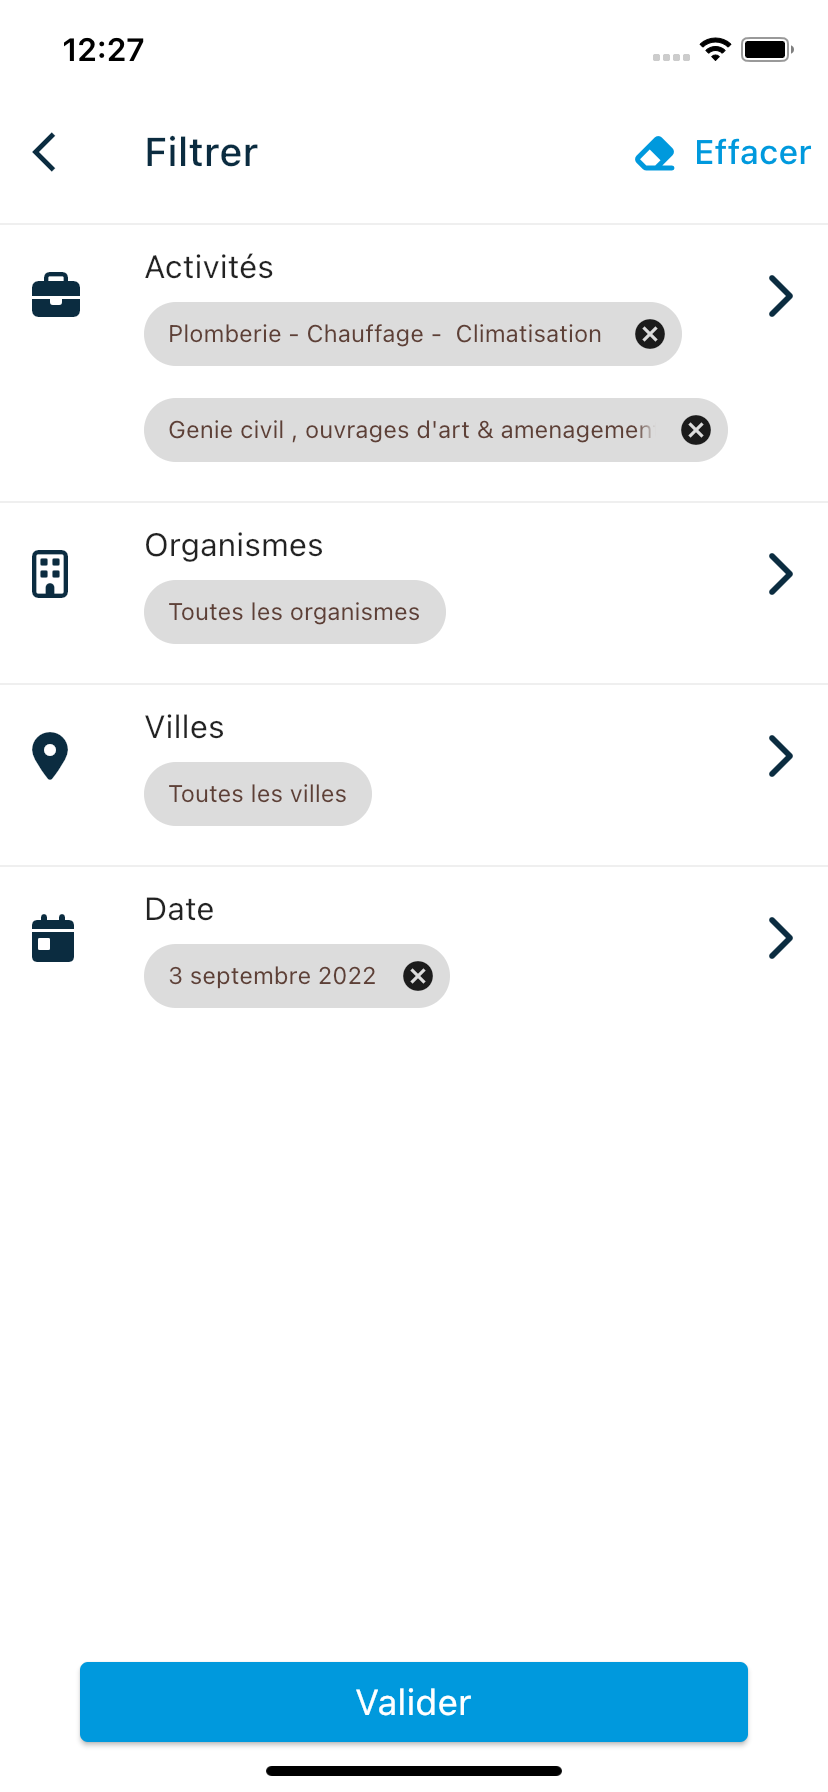 12:27
Filtrer
Effacer
Activités
Plomberie - Chauffage -  Climatisation
Genie civil , ouvrages d'art & amenagemen
Organismes
Toutes les organismes
Villes
Toutes les villes
Date
3 septembre 2022
Valider